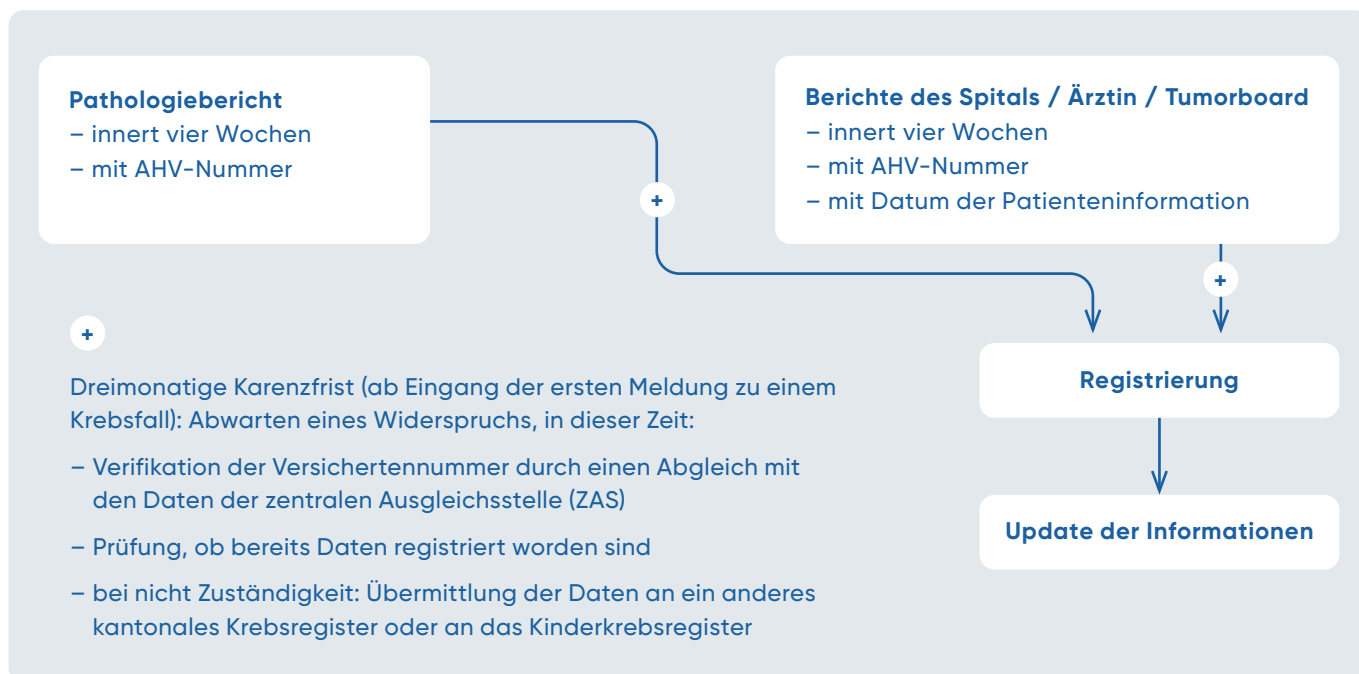 Pathologiebericht
– innert vier Wochen
– mit AHV-Nummer
Berichte des Spitals / Ärztin / Tumorboard
– innert vier Wochen
– mit AHV-Nummer
– mit Datum der Patienteninformation
+
+
+
Dreimonatige Karenzfrist (ab Eingang der ersten Meldung zu einem
Krebsfall): Abwarten eines Widerspruchs, in dieser Zeit:
– Verifikation der Versichertennummer durch einen Abgleich mit
den Daten der zentralen Ausgleichsstelle (ZAS)
– Prüfung, ob bereits Daten registriert worden sind
– bei nicht Zuständigkeit: Übermittlung der Daten an ein anderes
kantonales Krebsregister oder an das Kinderkrebsregister
Registrierung
Update der Informationen